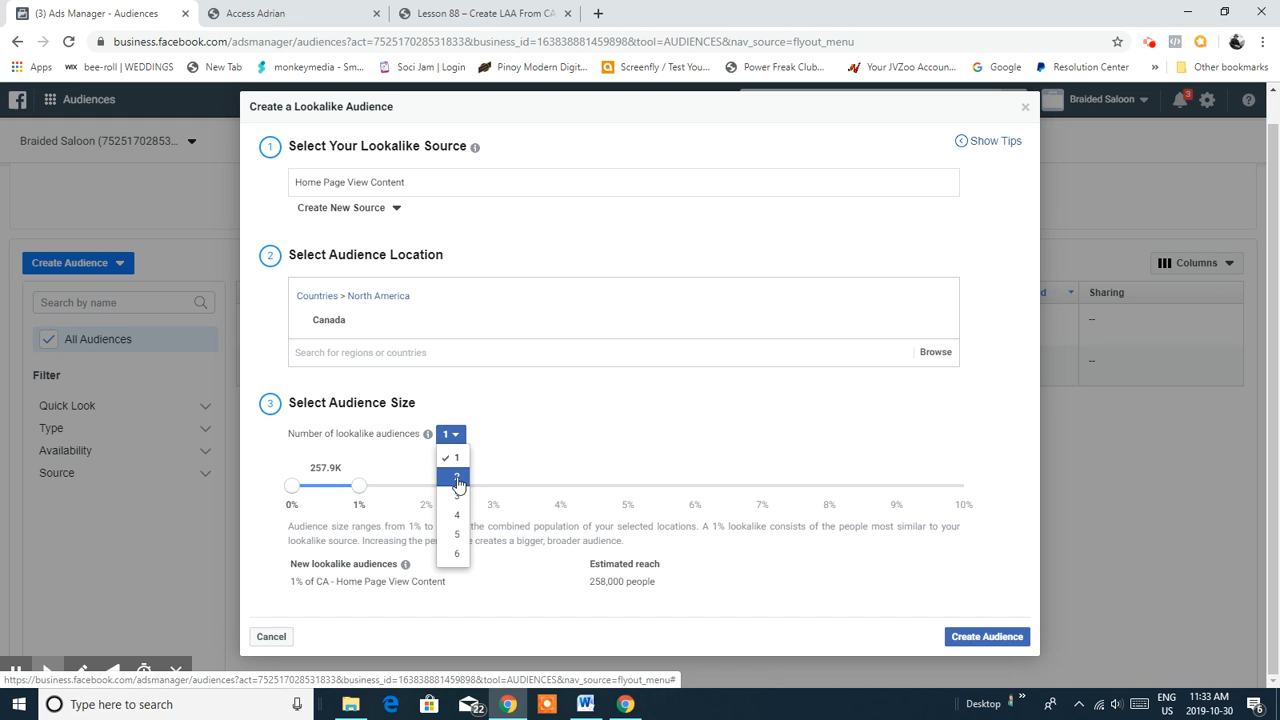 (3) Ads Manager - Audiences
Access Adrian
Lesson 88 – Create LAA From CA
business.facebook.com/adsmanager/audiences?act=75251702853​1833&business_id=163838881459898&tool=AUDIENCES&nav_source=flyout_menu
Apps
WIX bee-roll | WEDDINGS
New Tab
monkeymedia - Sm...
Soci Jam | Login
Pinoy Modern Digit...
Screenfly / Test You...
Power Freak Club...
Your JVZoo Accoun...
Google
Resolution Center
»
Other bookmarks
Audiences
Braided Saloon
3
Create a Lookalike Audience
Braided Saloon (75251702853...
1 Select Your Lookalike Source
Show Tips
Home Page View Content
Create New Source
2 Select Audience Location
Create Audience
Columns
Search by name
Countries > North America
Sharing
Canada
--
All Audiences
Search for regions or countries
Browse
--
Filter
3 Select Audience Size
Quick Look
Type
Number of lookalike audiences 1
Availability
1
257.9K
Source
4
5
6
0% 1% 2% 3% 4% 5% 6% 7% 8% 9% 10%
Audience size ranges from 1% to the combined population of your selected locations. A 1% lookalike consists of the people most similar to your
lookalike source. Increasing the creates a bigger, broader audience.
New lookalike audiences
Estimated reach
1% of CA - Home Page View Content
258,000 people
Cancel
Create Audience
https://business.facebook.com/adsmanager/audiences?act=752517028531833&business_id=163838881459898&tool=AUDIENCES&nav_source=flyout_menu#
Type here to search
22
Desktop
»
ENG
US
11:33 AM
2019-10-30
6